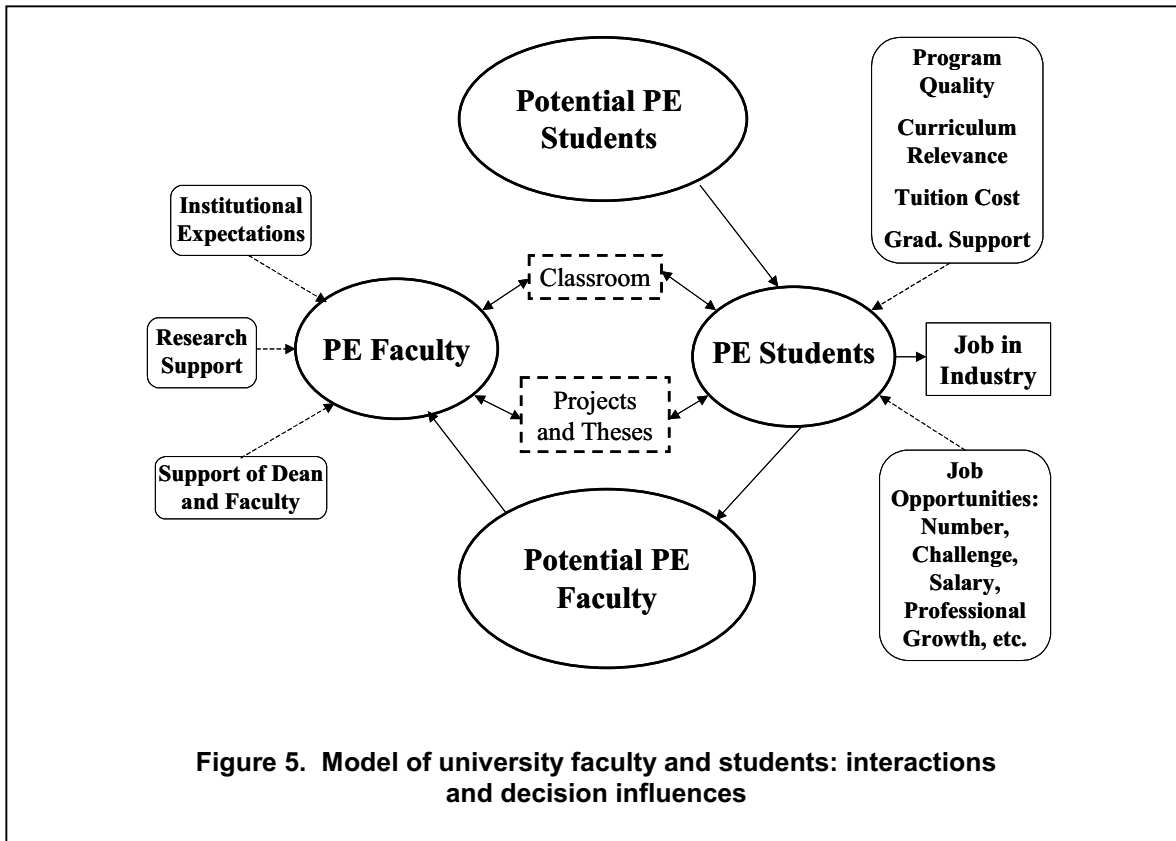 Potential PE
Students
Program
Quality
Curriculum
Relevance
Tuition Cost
Grad. Support
Institutional
Expectations
Classroom
Research
Support
PE Faculty
PE Students
Job in
Industry
Projects
and Theses
Support of Dean
and Faculty
Potential PE
Faculty
Job
Opportunities:
Number,
Challenge,
Salary,
Professional
Growth, etc.
Figure 5. Model of university faculty and students: interactions
and decision influences